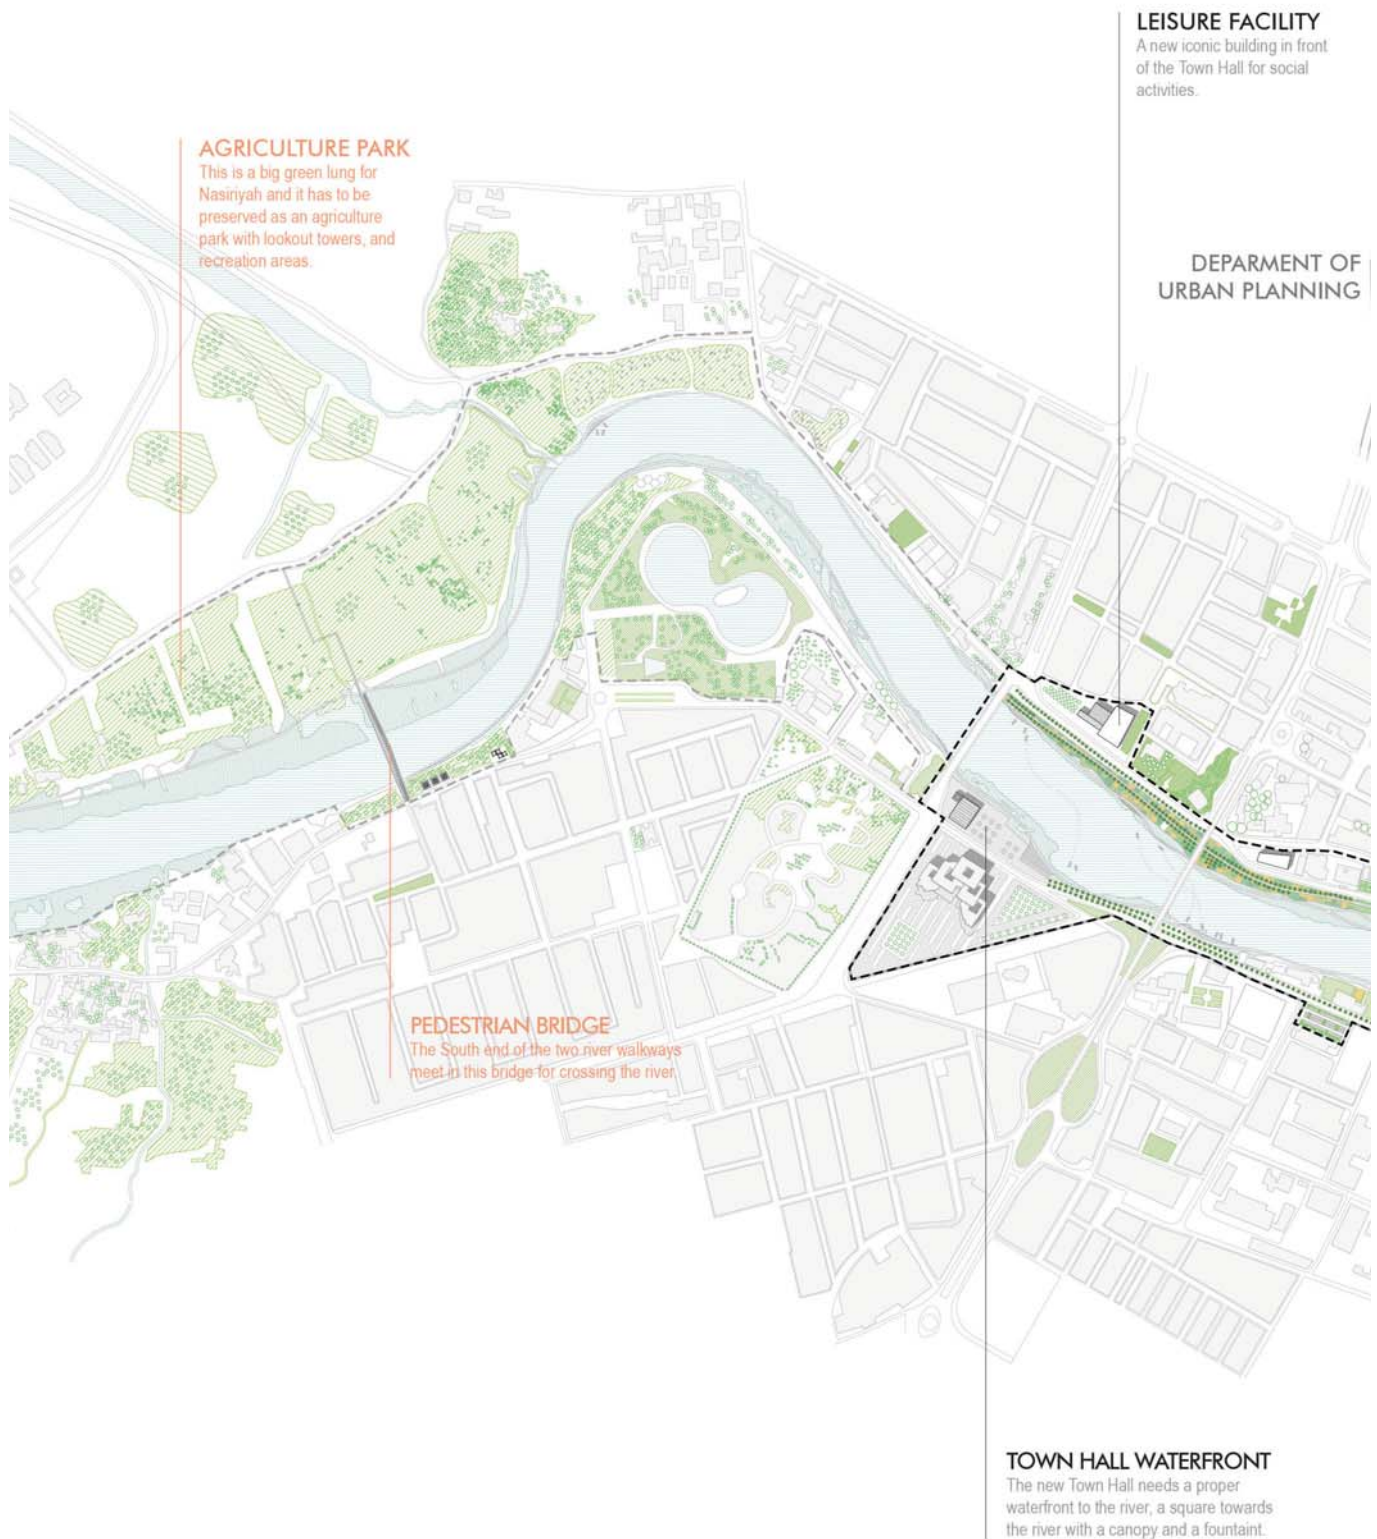 LEISURE FACILITY
A new iconic building in front
of the Town Hall for social
activities.
AGRICULTURE PARK
This is a big green lung for
Nasiriyah and it has to be
preserved as an agriculture
park with lookout towers, and
recreation areas.
DEPARMENT OF
URBAN PLANNING
PEDESTRIAN BRIDGE
The South end of the two river walkways
meet in this bridge for crossing the river.
TOWN HALL WATERFRONT
The new Town Hall needs a proper
waterfront to the river, a square towards
the river with a canopy and a fountaint.